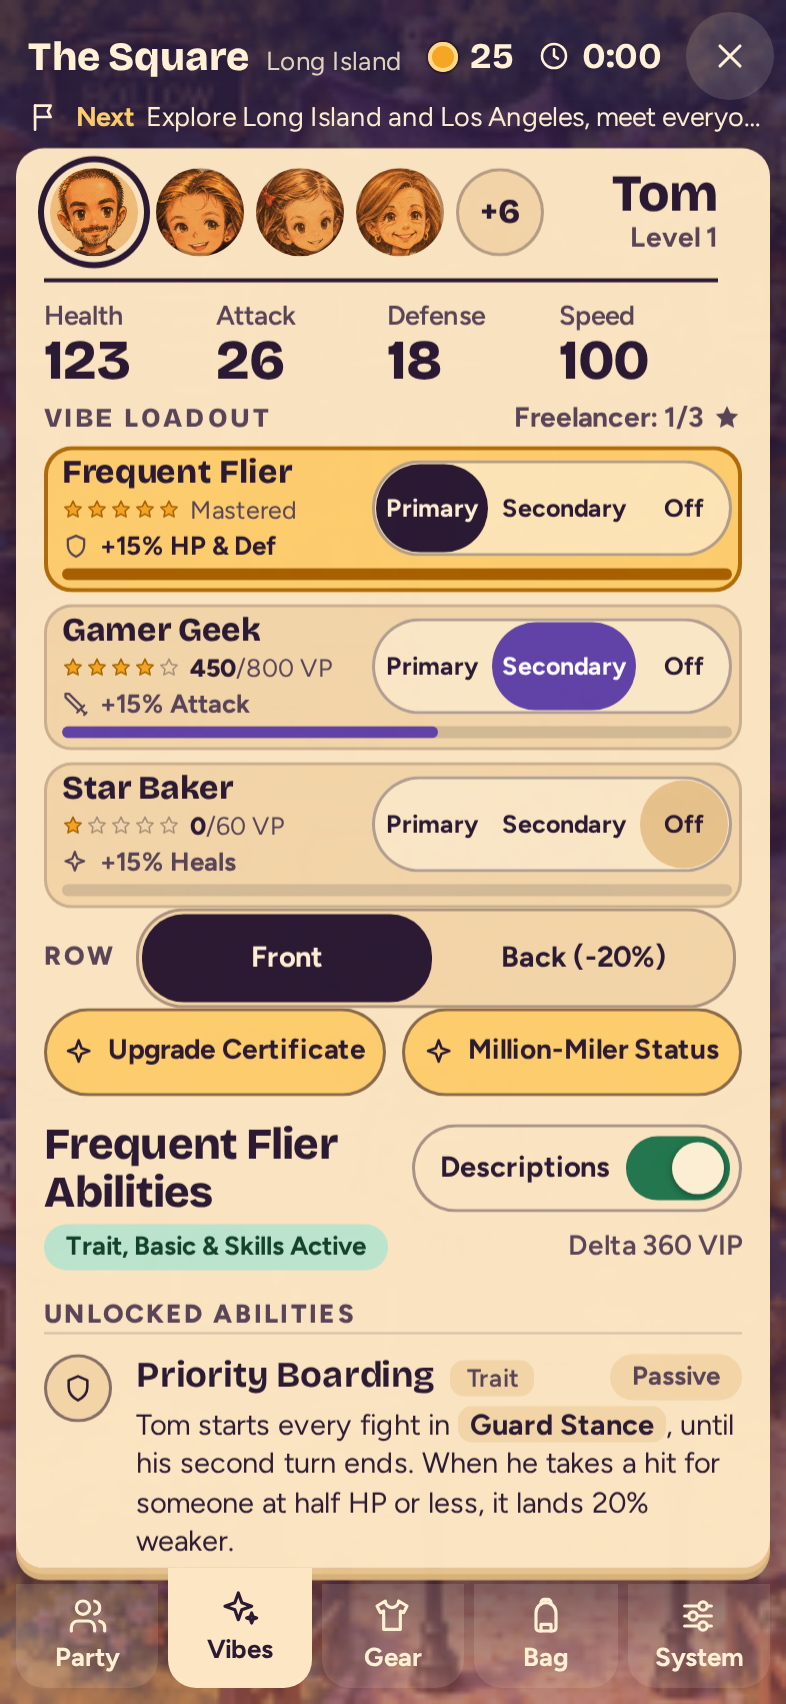 The Square Long Island 25 0:00
Next Explore Long Island and Los Angeles, meet everyo...
+6 Tom
Level 1
Health Attack Defense Speed
123 26 18 100
VIBE LOADOUT Freelancer: 1/3
Frequent Flier
Mastered
+15% HP & Def
Primary Secondary Off
Gamer Geek
450/800 VP
+15% Attack
Primary Secondary Off
Star Baker
0/60 VP
+15% Heals
Primary Secondary Off
ROW Front Back (-20%)
Upgrade Certificate Million-Miler Status
Frequent Flier
Abilities
Descriptions
Trait, Basic & Skills Active Delta 360 VIP
UNLOCKED ABILITIES
Priority Boarding Trait Passive
Tom starts every fight in Guard Stance , until
his second turn ends. When he takes a hit for
someone at half HP or less, it lands 20%
weaker.
Party Vibes Gear Bag System